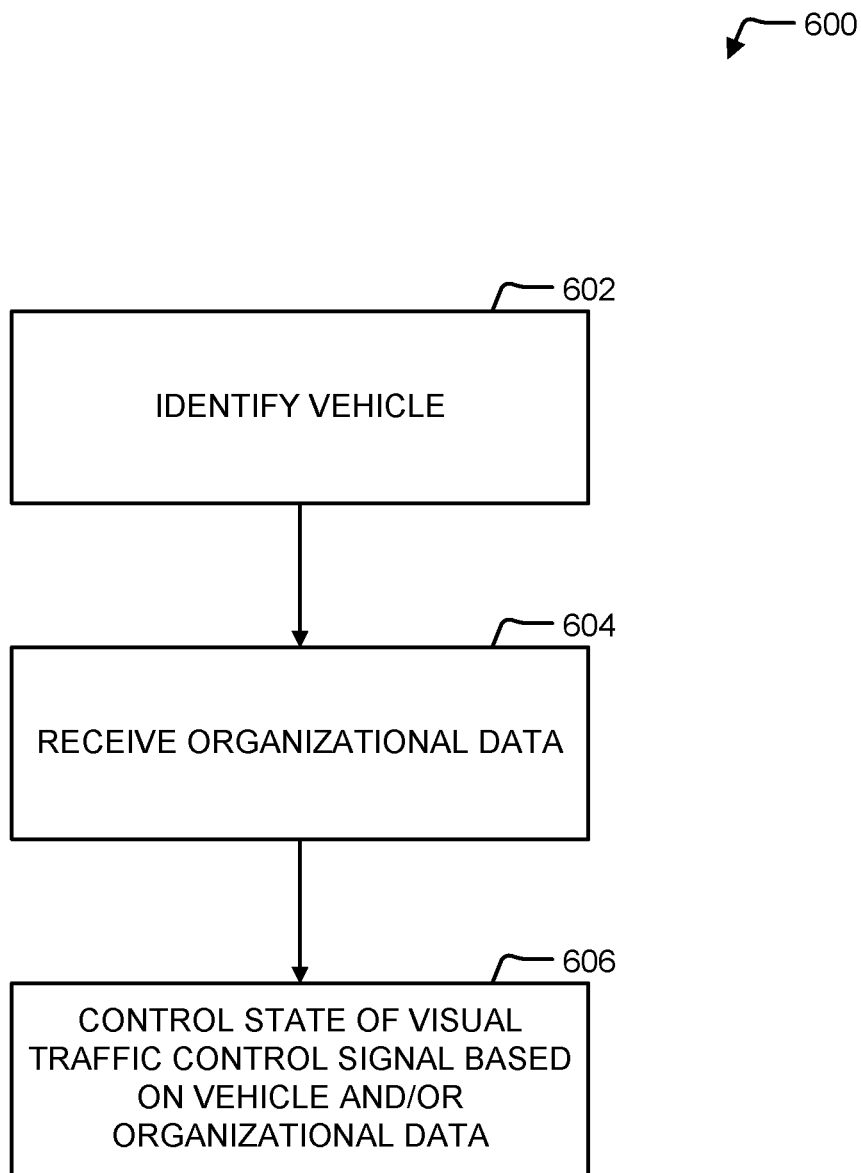 600
602
IDENTIFY VEHICLE
604
RECEIVE ORGANIZATIONAL DATA
606
CONTROL STATE OF VISUAL
TRAFFIC CONTROL SIGNAL BASED
ON VEHICLE AND/OR
ORGANIZATIONAL DATA